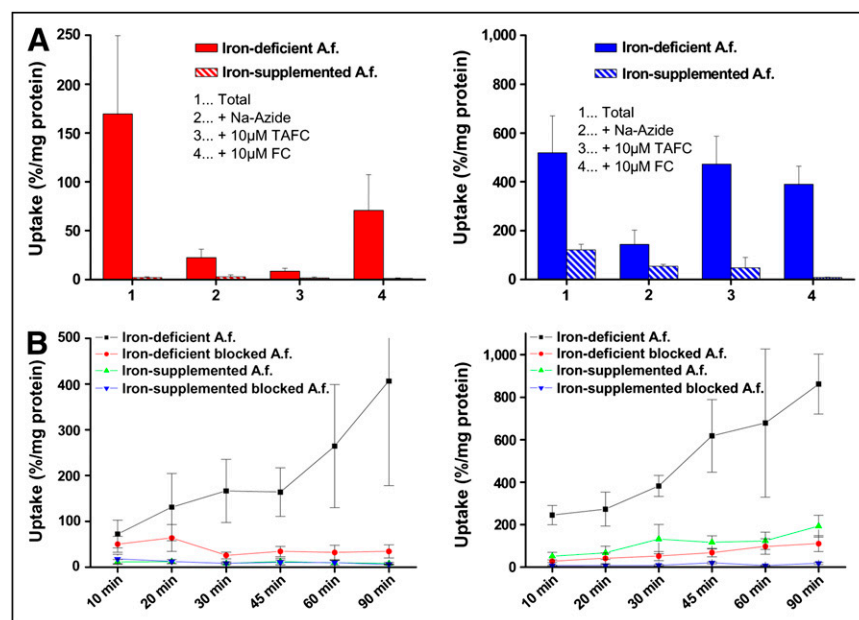 A
Uptake (%/mg protein)
250
200
150
100
50
0
Iron-deficient A.f.
Iron-supplemented A.f.
1... Total
2... + Na-Azide
3... + 10µM TAFC
4... + 10µM FC
1
2
3
4
Uptake (%/mg protein)
1,000
800
600
400
200
0
Iron-deficient A.f.
Iron-supplemented A.f.
1... Total
2... + Na-Azide
3... + 10µM TAFC
4... + 10µM FC
1
2
3
4
B
Uptake (%/mg protein)
500
400
300
200
100
0
Iron-deficient A.f.
Iron-deficient blocked A.f.
Iron-supplemented A.f.
Iron-supplemented blocked A.f.
10 min
20 min
30 min
45 min
60 min
90 min
Uptake (%/mg protein)
1,000
800
600
400
200
0
Iron-deficient A.f.
Iron-deficient blocked A.f.
Iron-supplemented A.f.
Iron-supplemented blocked A.f.
10 min
20 min
30 min
45 min
60 min
90 min